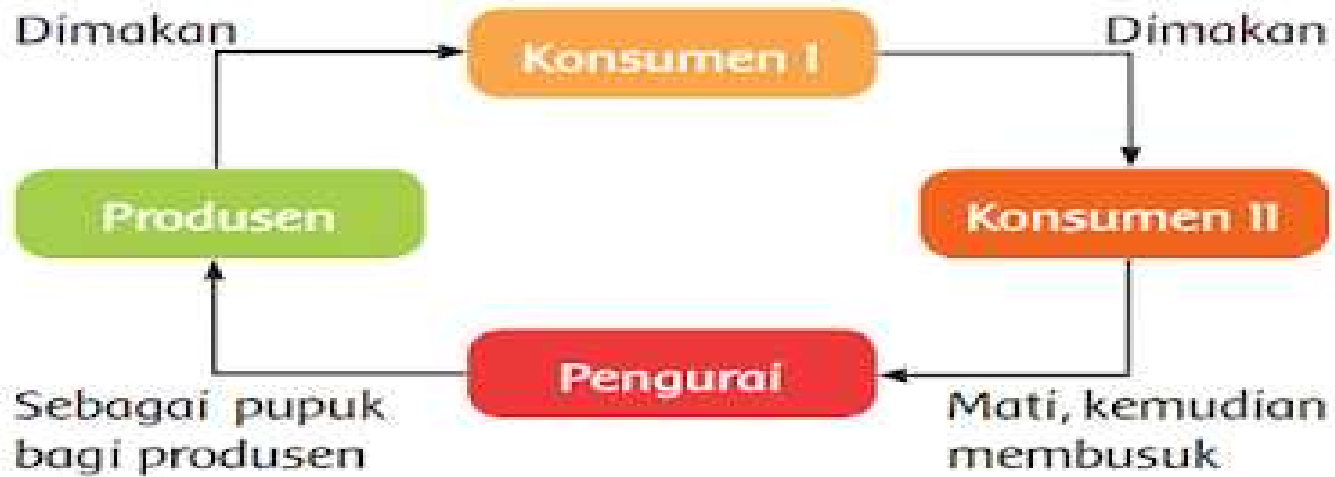 Dimakan
Konsumen I
Dimakan
Produsen
Konsumen II
Pengurai
Sebagai pupuk
bagi produsen
Mati, kemudian
membusuk